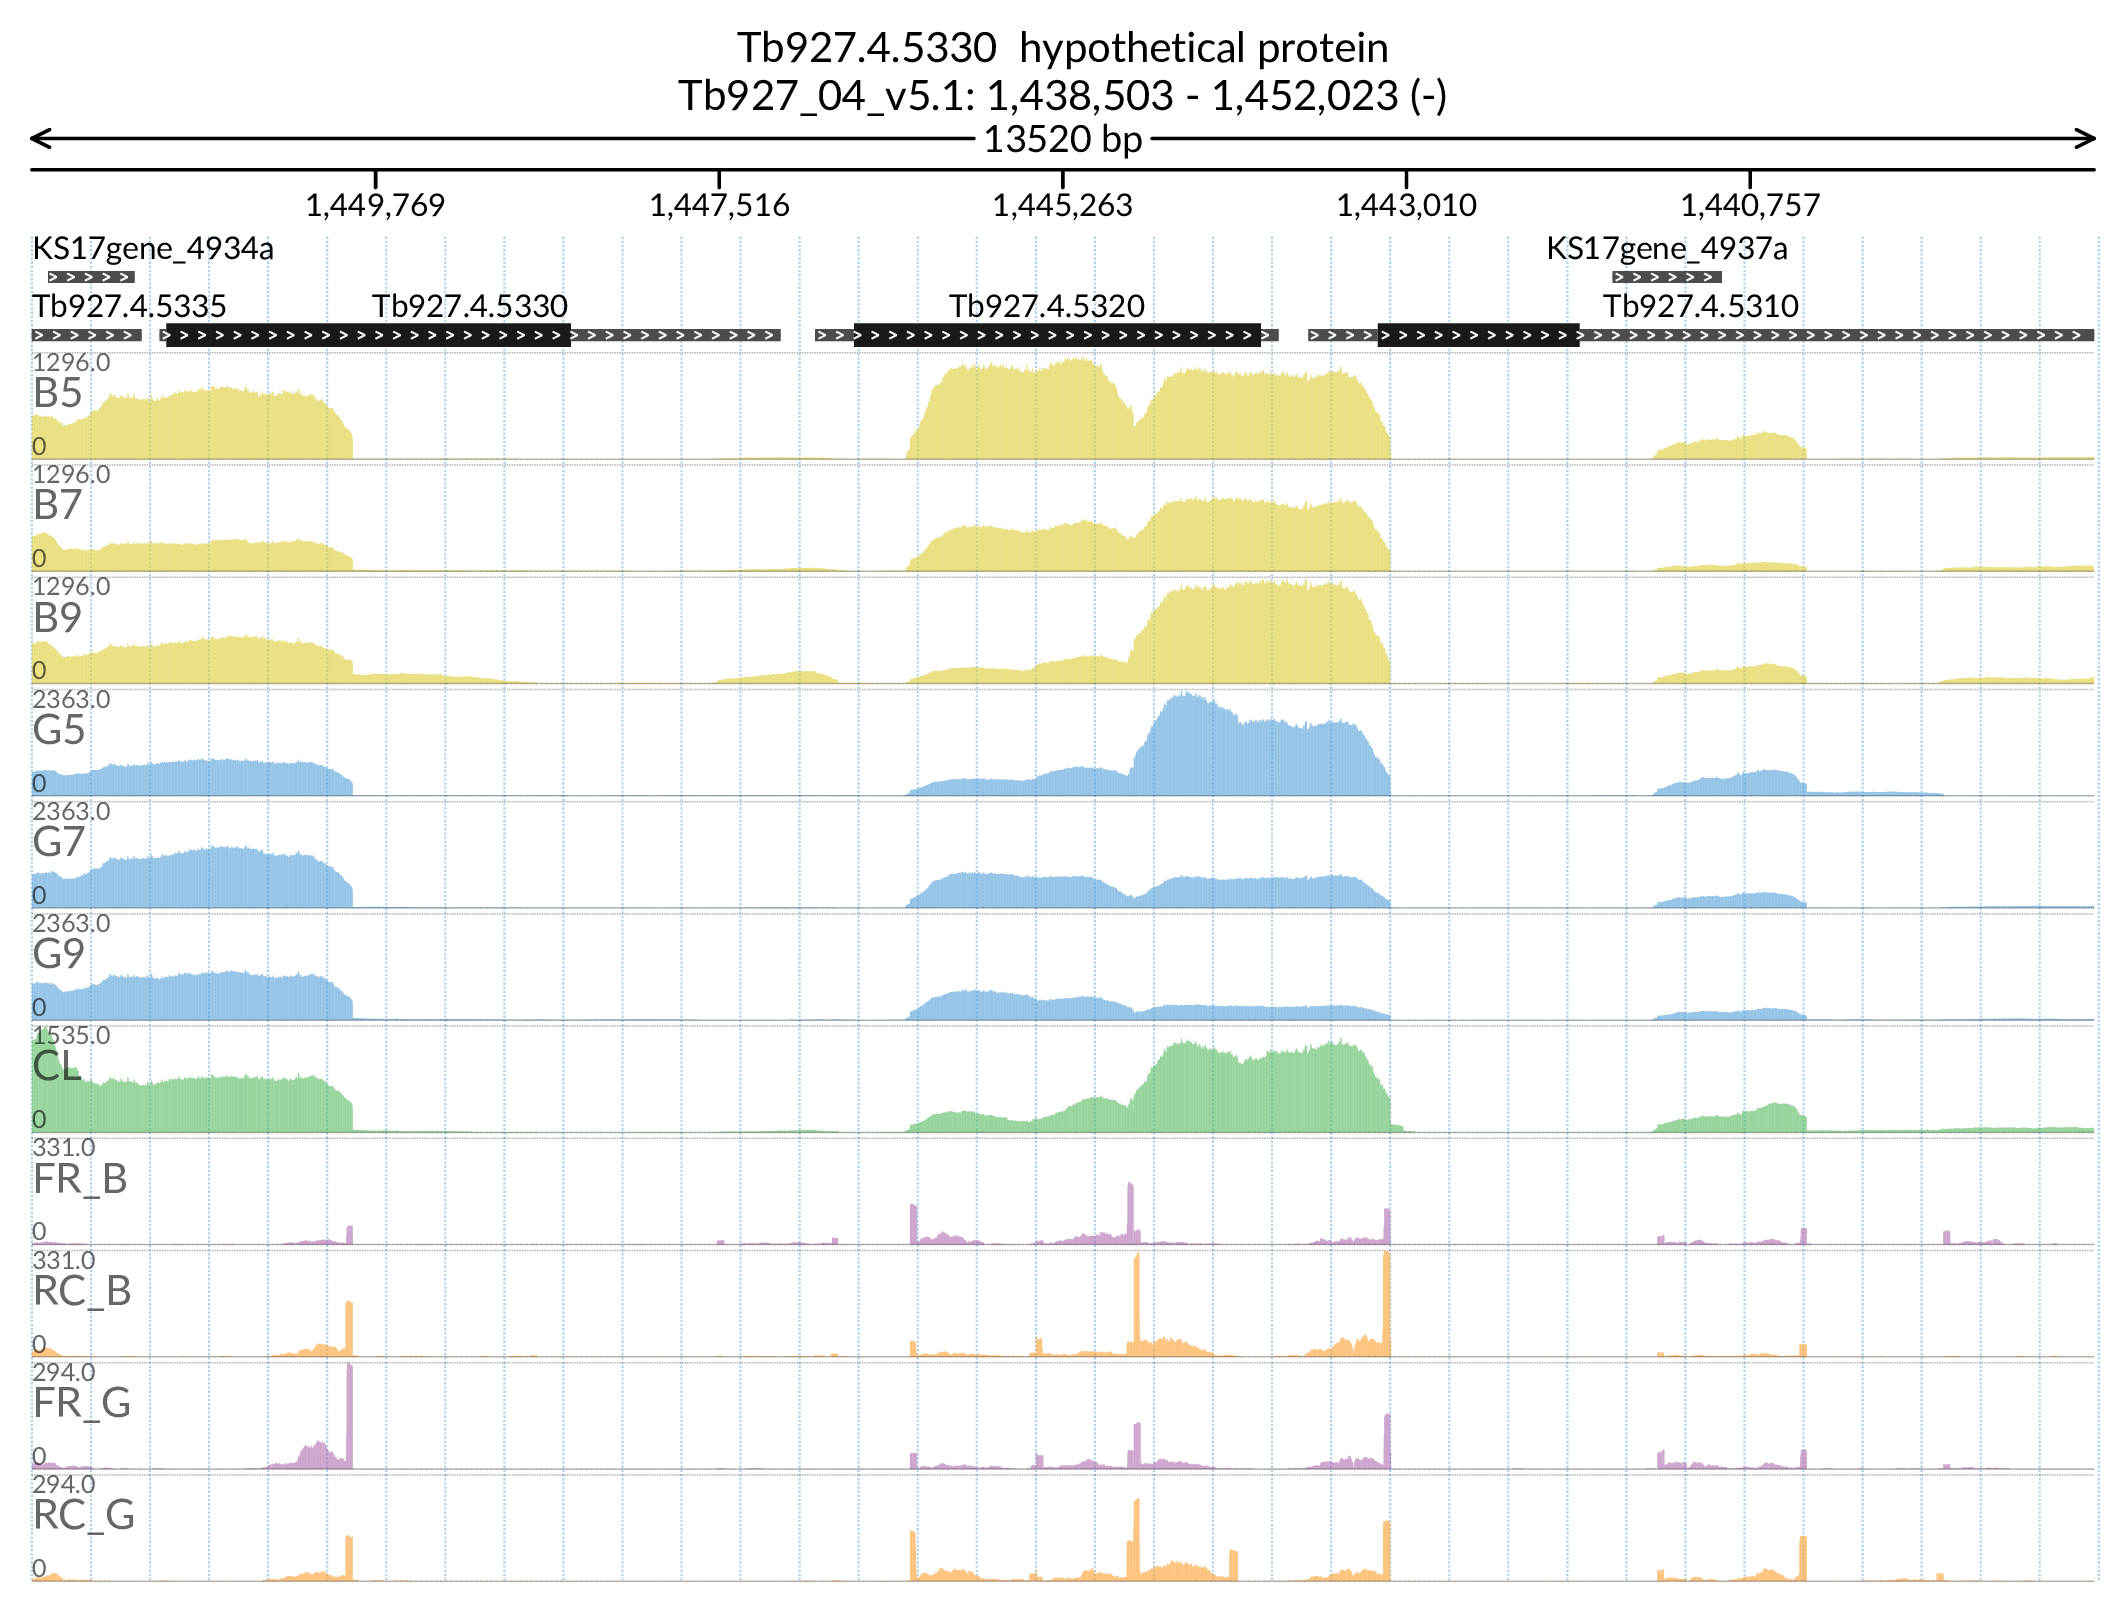 Tb927.4.5330 hypothetical protein
Tb927_04_v5.1: 1,438,503 - 1,452,023 (-)
13520 bp
1,449,769 1,447,516 1,445,263 1,443,010 1,440,757
KS17gene_4934a KS17gene_4937a
Tb927.4.5335 Tb927.4.5330 Tb927.4.5320 Tb927.4.5310
1296.0
B5
0
1296.0
B7
0
1296.0
B9
0
2363.0
G5
0
2363.0
G7
0
2363.0
G9
0
1535.0
CL
0
331.0
FR_B
0
331.0
RC_B
0
294.0
FR_G
0
294.0
RC_G
0